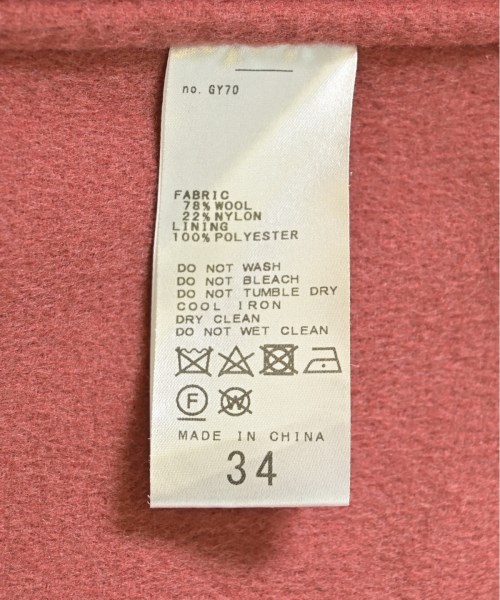 no. GY70
FABRIC
78% WOOL
22% NYLON
LINING
100% POLYESTER
DO NOT WASH
DO NOT BLEACH
DO NOT TUMBLE DRY
COOL IRON
DRY CLEAN
DO NOT WET CLEAN
F W
MADE IN CHINA
34